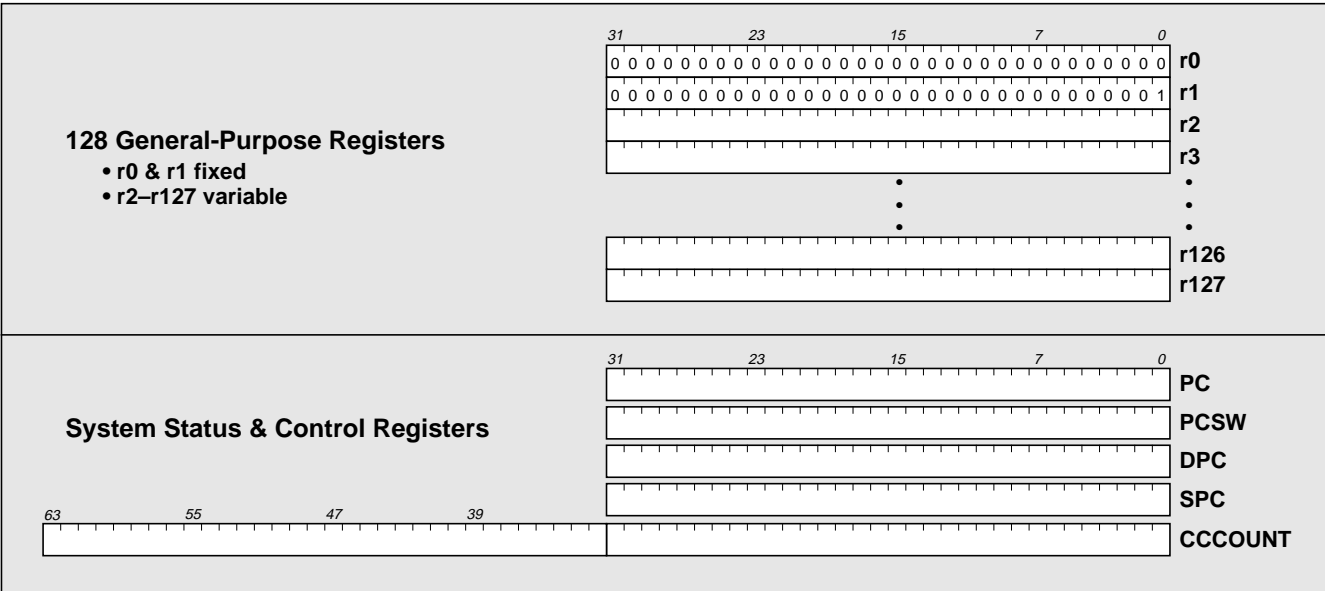 31 23 15 7 0
0 0 0 0 0 0 0 0 0 0 0 0 0 0 0 0 0 0 0 0 0 0 0 0 0 0 0 0 0 0 0 0 r0
0 0 0 0 0 0 0 0 0 0 0 0 0 0 0 0 0 0 0 0 0 0 0 0 0 0 0 0 0 0 0 1 r1
r2
r3
128 General-Purpose Registers
• r0 & r1 fixed
• r2–r127 variable
r126
r127
31 23 15 7 0
PC
PCSW
System Status & Control Registers
DPC
SPC
63 55 47 39
CCCOUNT